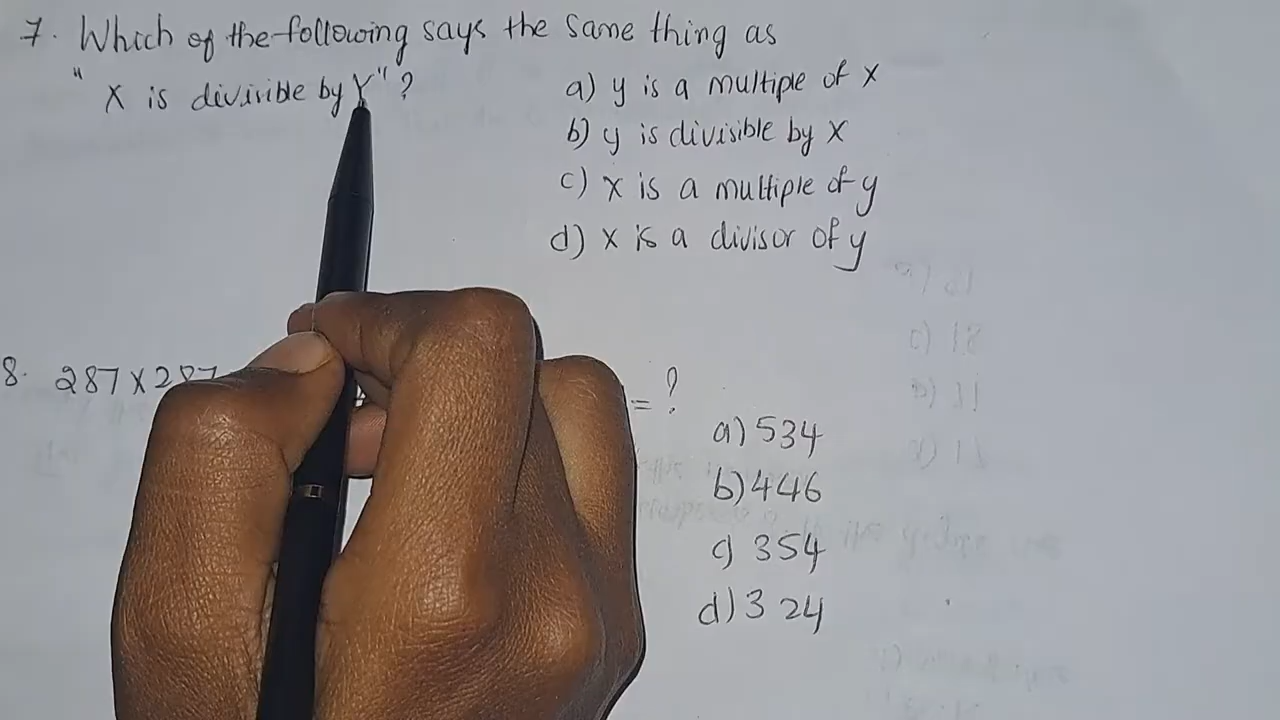 7. Which of the following says the same thing as
" X is divisible by Y" ?
a) y is a multiple of x
b) y is divisible by x
c) x is a multiple of y
d) x is a divisor of y
8. 287 x 287 = ?
a) 534
b) 446
c) 354
d) 324